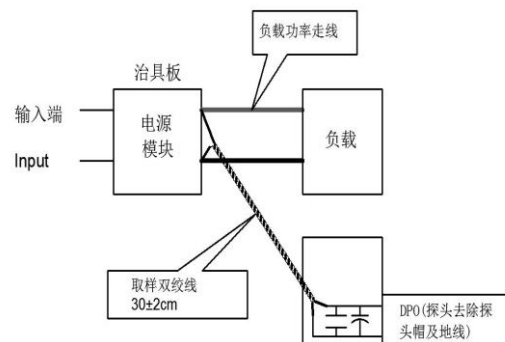 负载功率走线
治具板
输入端
Input
电源
模块
负载
取样双绞线
30±2cm
DPO(探头去除探
头帽及地线)